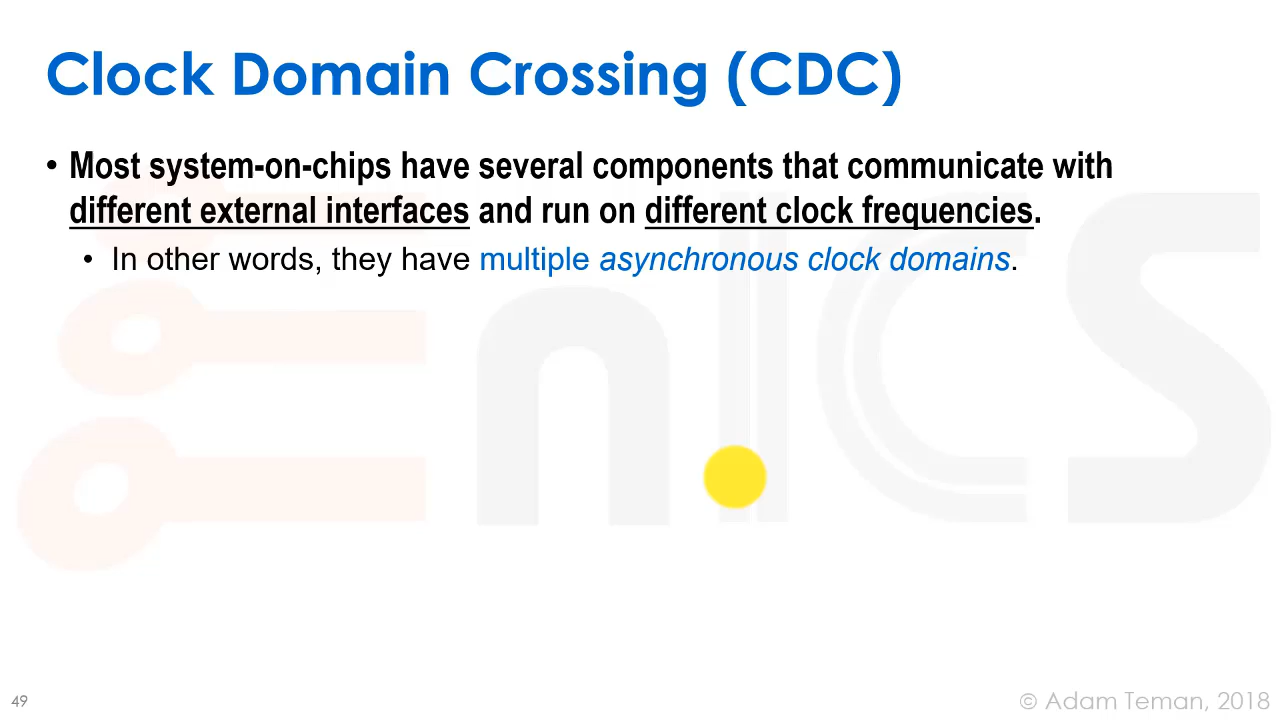 Clock Domain Crossing (CDC)
• Most system-on-chips have several components that communicate with
different external interfaces and run on different clock frequencies.
• In other words, they have multiple asynchronous clock domains.
enICS
49
© Adam Teman, 2018